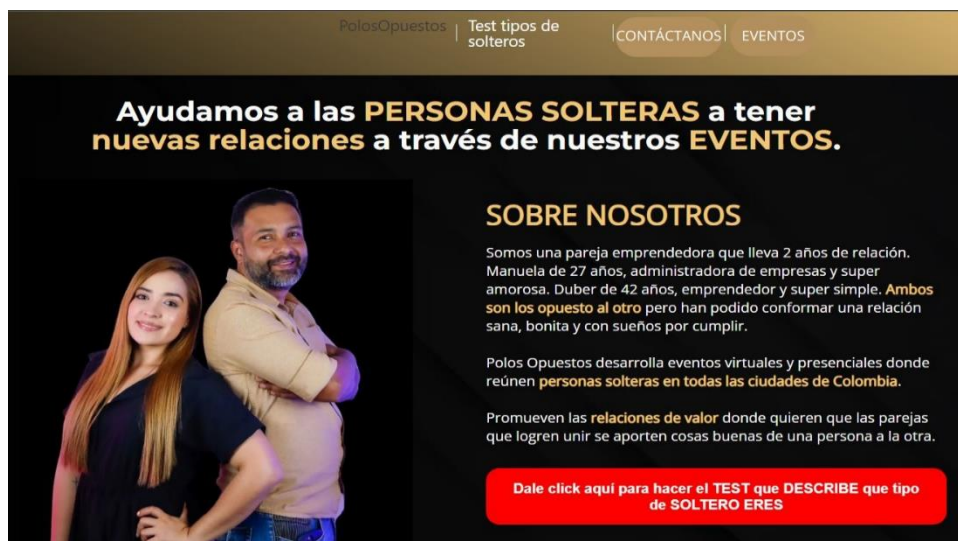 PolosOpuestos
Test tipos de
solteros
CONTÁCTANOS
EVENTOS
Ayudamos a las PERSONAS SOLTERAS a tener
nuevas relaciones a través de nuestros EVENTOS.
SOBRE NOSOTROS
Somos una pareja emprendedora que lleva 2 años de relación.
Manuela de 27 años, administradora de empresas y super
amorosa. Duber de 42 años, emprendedor y super simple. Ambos
son los opuesto al otro pero han podido conformar una relación
sana, bonita y con sueños por cumplir.
Polos Opuestos desarrolla eventos virtuales y presenciales donde
reúnen personas solteras en todas las ciudades de Colombia.
Promueven las relaciones de valor donde quieren que las parejas
que logren unir se aporten cosas buenas de una persona a la otra.
Dale click aquí para hacer el TEST que DESCRIBE que tipo
de SOLTERO ERES